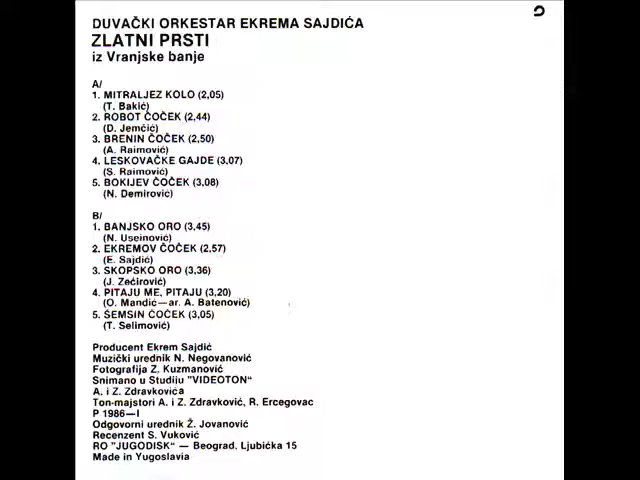 DUVAČKI ORKESTAR EKREMA SAJDIĆA
ZLATNI PRSTI
iz Vranjske banje
A/
1. MITRALJEZ KOLO (2,05)
(T. Bakić)
2. ROBOT ČOČEK (2,44)
(D. Jemčić)
3. BRENIN ČOČEK (2,50)
(A. Raimović)
4. LESKOVAČKE GAJDE (3,07)
(S. Raimović)
5. BOKIJEV ČOČEK (3,08)
(N. Demirović)
B/
1. BANJSKO ORO (3,45)
(N. Useinović)
2. EKREMOV ČOČEK (2,57)
(E. Sajdić)
3. SKOPSKO ORO (3,36)
(J. Zećirović)
4. PITAJU ME, PITAJU (3,20)
(O. Mandić—ar. A. Batenović)
5. ŠEMSIN ČOČEK (3,05)
(T. Selimović)
Producent Ekrem Sajdić
Muzički urednik N. Negovanović
Fotografija Z. Kuzmanović
Snimano u Studiju "VIDEOTON"
A. i Z. Zdravkovića
Ton-majstori A. i Z. Zdravković, R. Ercegovac
P 1986—I
Odgovorni urednik Ž. Jovanović
Recenzent S. Vuković
RO "JUGODISK" — Beograd, Ljubićka 15
Made in Yugoslavia